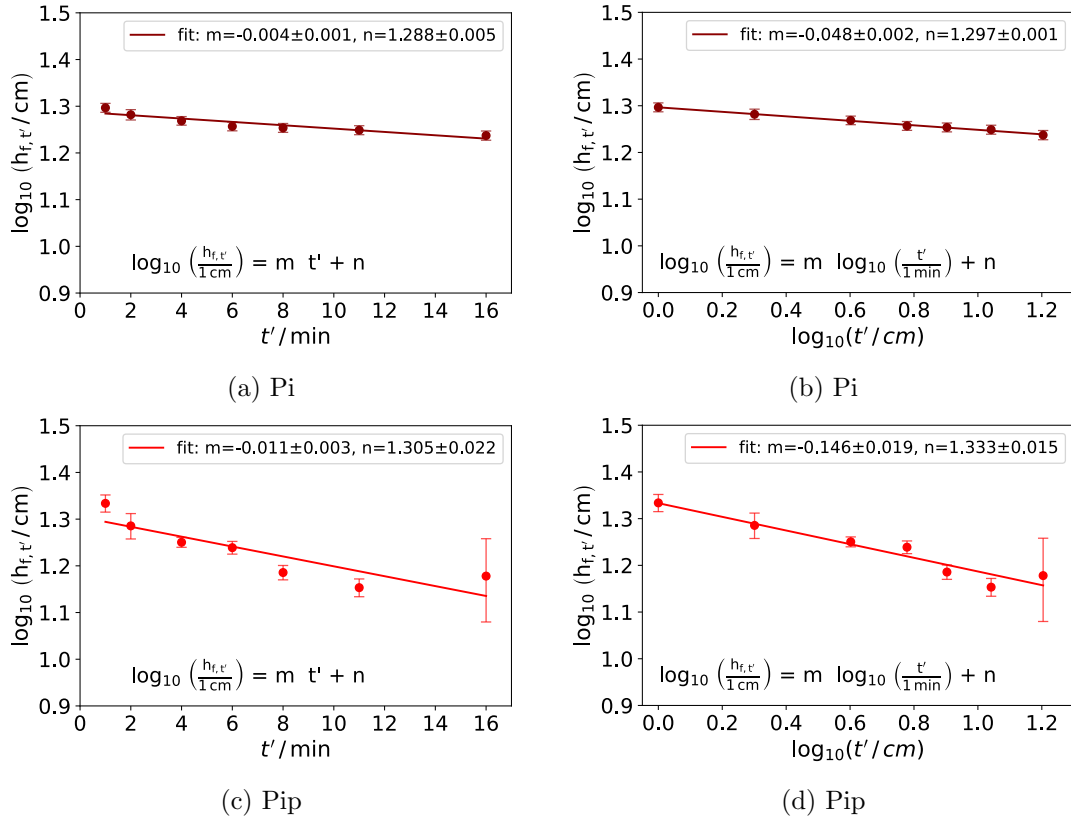 fit: m=-0.004±0.001, n=1.288±0.005
log10 (hf,t′/cm)
1.5
1.4
1.3
1.2
1.1
1.0
0.9
log10 (hf,t′/1 cm) = m t' + n
2 4 6 8 10 12 14 16
t′/min
(a) Pi
fit: m=-0.048±0.002, n=1.297±0.001
log10 (hf,t′/cm)
1.5
1.4
1.3
1.2
1.1
1.0
0.9
log10 (hf,t′/1 cm) = m log10 (t′/1 min) + n
0.0 0.2 0.4 0.6 0.8 1.0 1.2
log10(t′/cm)
(b) Pi
fit: m=-0.011±0.003, n=1.305±0.022
log10 (hf,t′/cm)
1.5
1.4
1.3
1.2
1.1
1.0
0.9
log10 (hf,t′/1 cm) = m t' + n
2 4 6 8 10 12 14 16
t′/min
(c) Pip
fit: m=-0.146±0.019, n=1.333±0.015
log10 (hf,t′/cm)
1.5
1.4
1.3
1.2
1.1
1.0
0.9
log10 (hf,t′/1 cm) = m log10 (t′/1 min) + n
0.0 0.2 0.4 0.6 0.8 1.0 1.2
log10(t′/cm)
(d) Pip